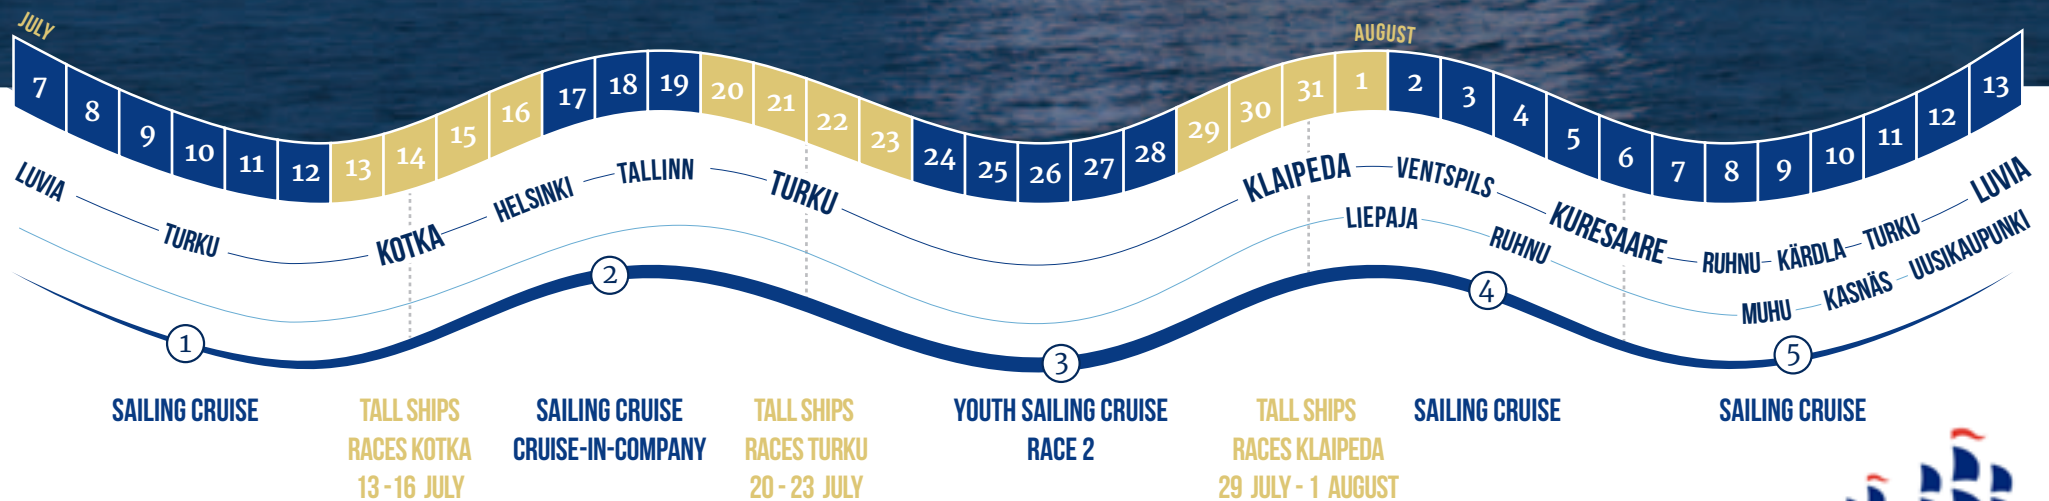 JULY
AUGUST
7 8 9 10 11 12 13 14 15 16 17 18 19 20 21 22 23 24 25 26 27 28 29 30 31 1 2 3 4 5 6 7 8 9 10 11 12 13
LUVIA TURKU KOTKA HELSINKI TALLINN TURKU KLAIPEDA VENTSPILS KURESAARE RUHNU KÄRDLA TURKU LUVIA
LIEPAJA RUHNU MUHU KASNÄS UUSIKAUPUNKI
1 2 3 4 5
SAILING CRUISE
TALL SHIPS
RACES KOTKA
13 - 16 JULY
SAILING CRUISE
CRUISE-IN-COMPANY
TALL SHIPS
RACES TURKU
20 - 23 JULY
YOUTH SAILING CRUISE
RACE 2
TALL SHIPS
RACES KLAIPEDA
29 JULY - 1 AUGUST
SAILING CRUISE
SAILING CRUISE